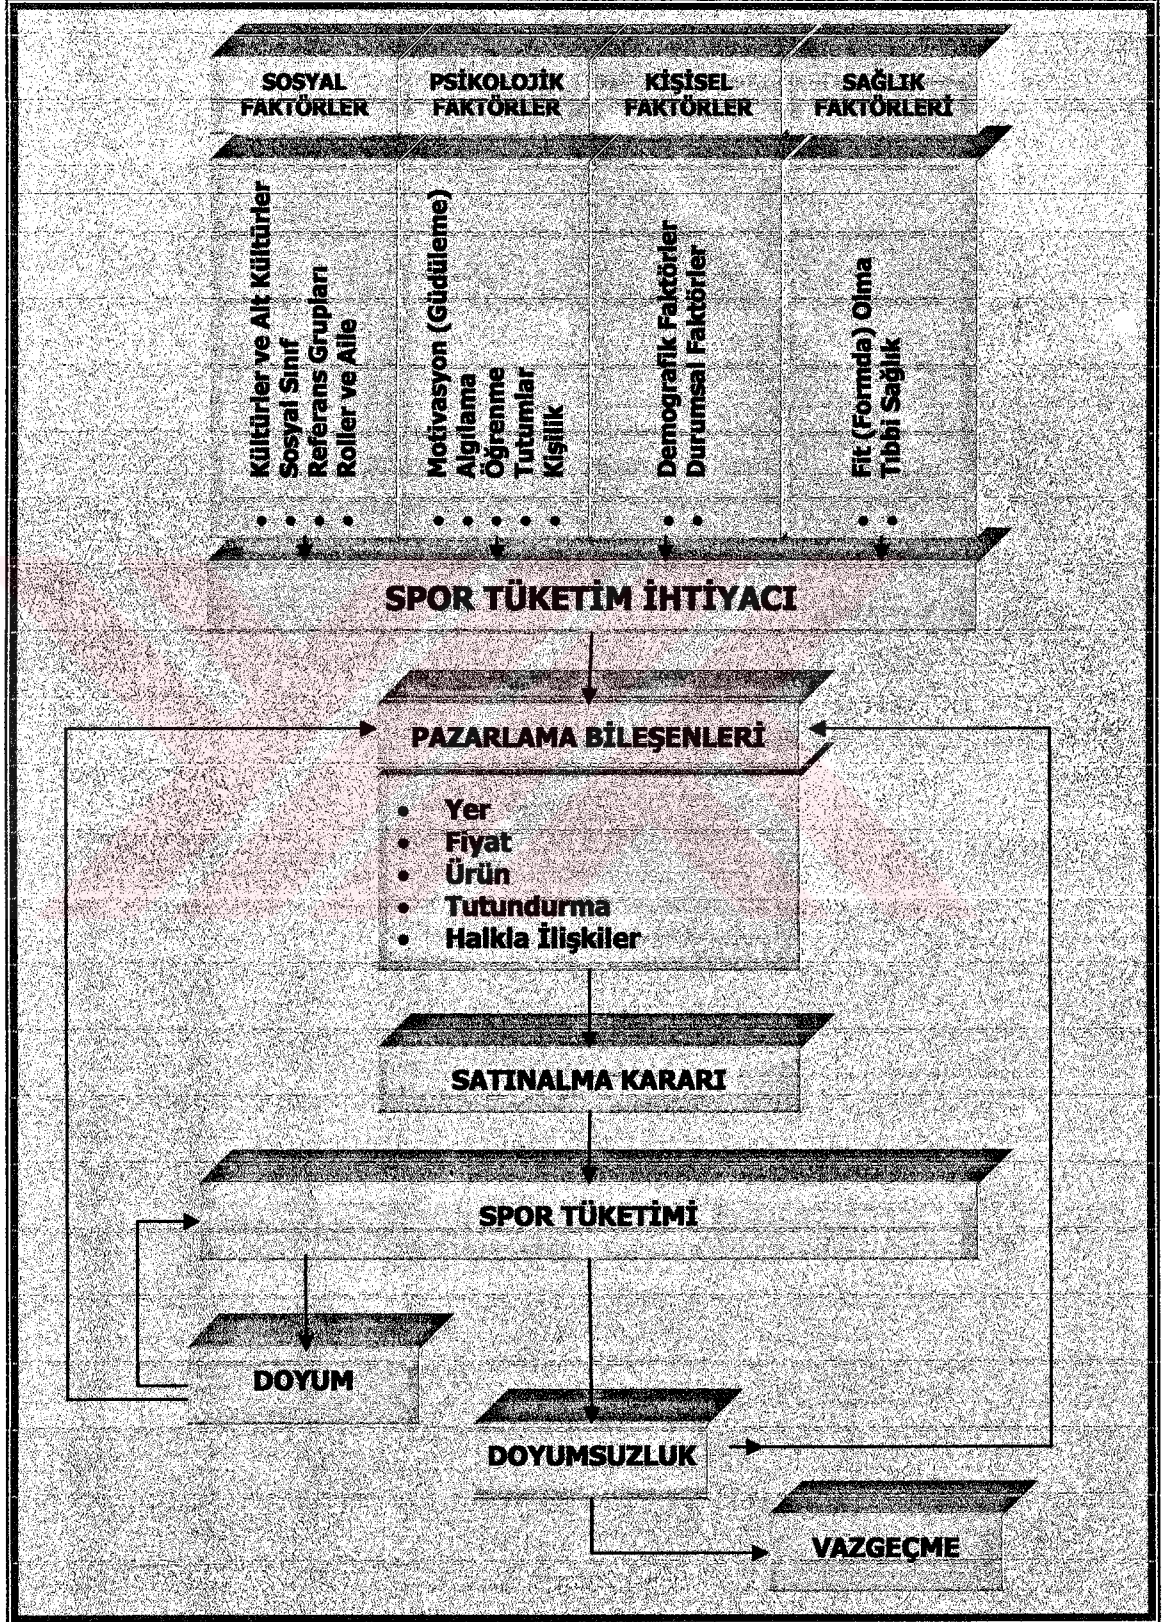 SOSYAL
FAKTÖRLER
PSİKOLOJİK
FAKTÖRLER
KİŞİSEL
FAKTÖRLER
SAĞLIK
FAKTÖRLERİ
• Kültürler ve Alt Kültürler
• Sosyal Sınıf
• Referans Grupları
• Roller ve Aile
• Motivasyon (Güdüleme)
• Algılama
• Öğrenme
• Tutumlar
• Kişilik
• Demografik Faktörler
• Durumsal Faktörler
• Fit (Formda) Olma
• Tıbbi Sağlık
SPOR TÜKETİM İHTİYACI
PAZARLAMA BİLEŞENLERİ
• Yer
• Fiyat
• Ürün
• Tutundurma
• Halkla İlişkiler
SATINALMA KARARI
SPOR TÜKETİMİ
DOYUM
DOYUMSUZLUK
VAZGEÇME